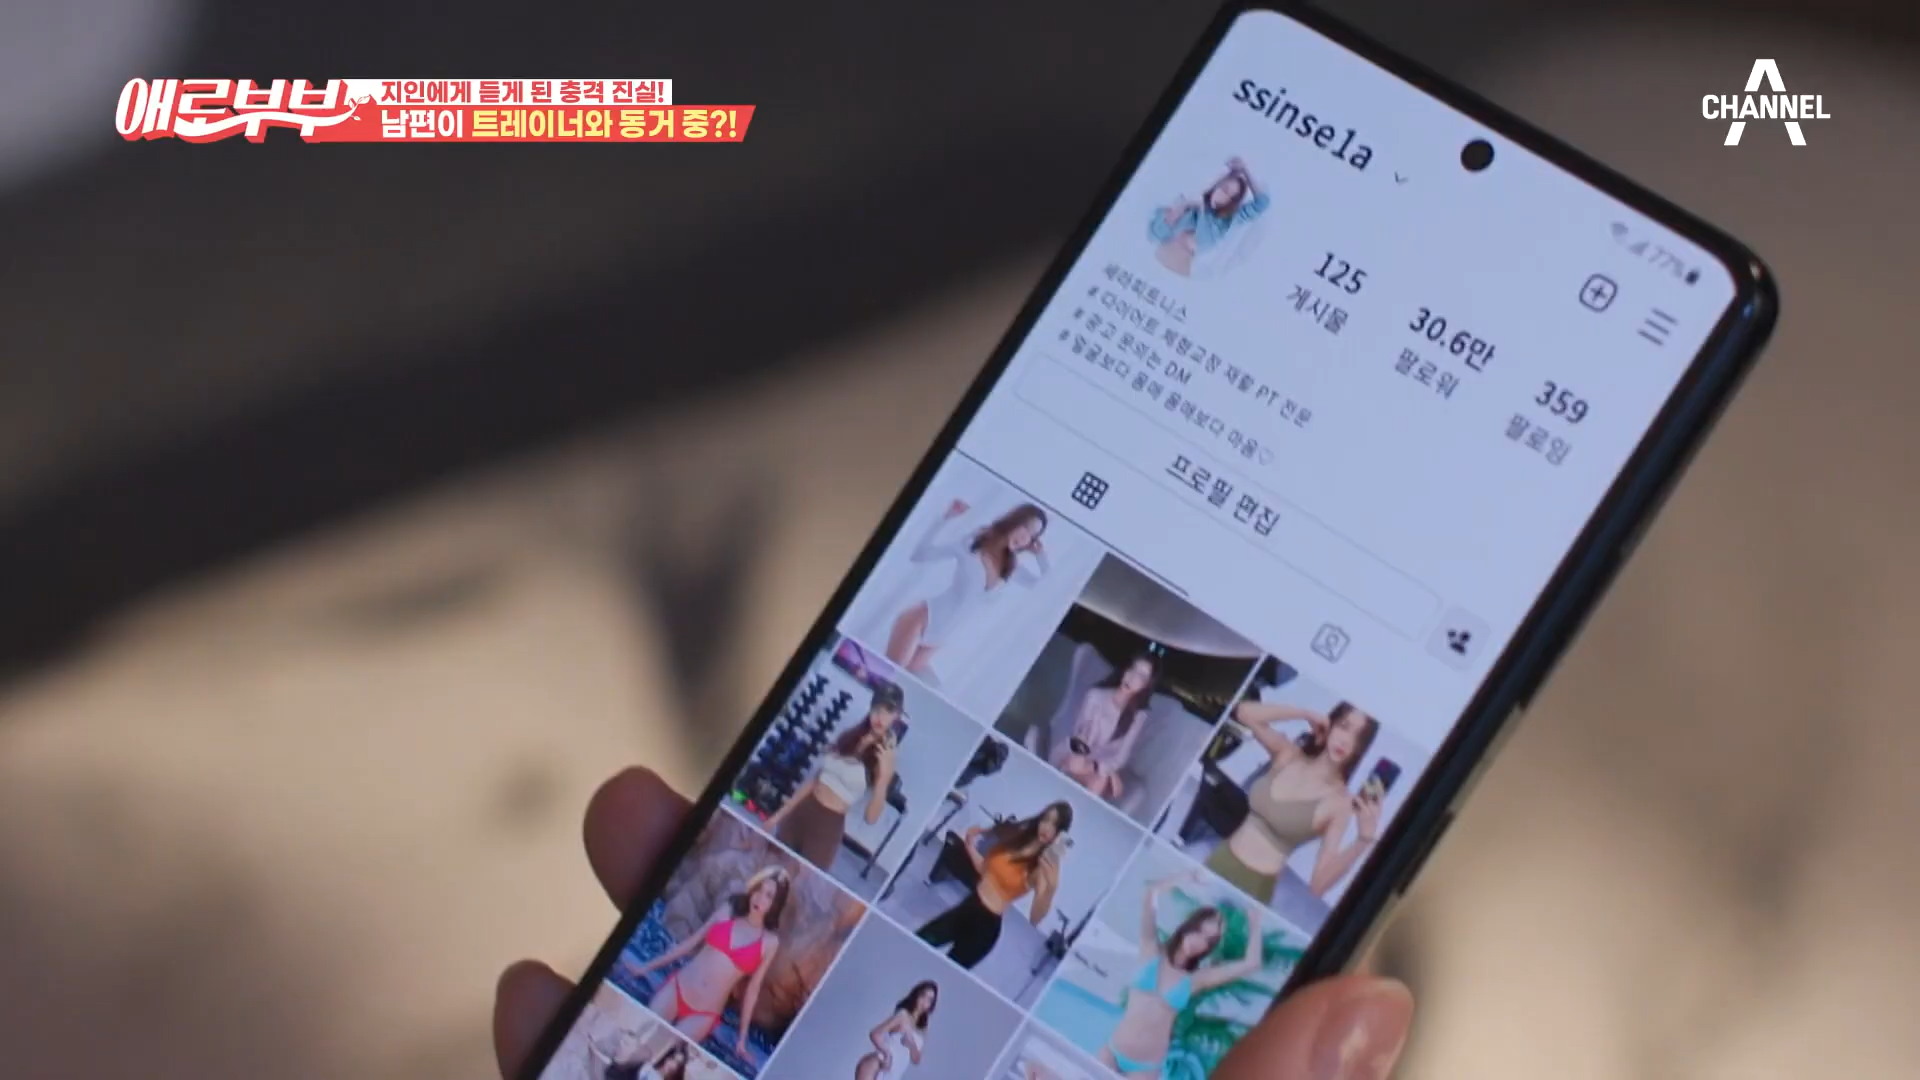 애로부부
지인에게 듣게 된 충격 진실!
남편이 트레이너와 동거 중?!
CHANNEL A
ssinse1a
77%
125
게시물
30.6만
팔로워
359
팔로잉
세라피트니스
# 다이어트 체형교정 재활 PT 전문
# 광고 문의는 DM
# 얼굴보다 몸매 몸매보다 마음♡
프로필 편집